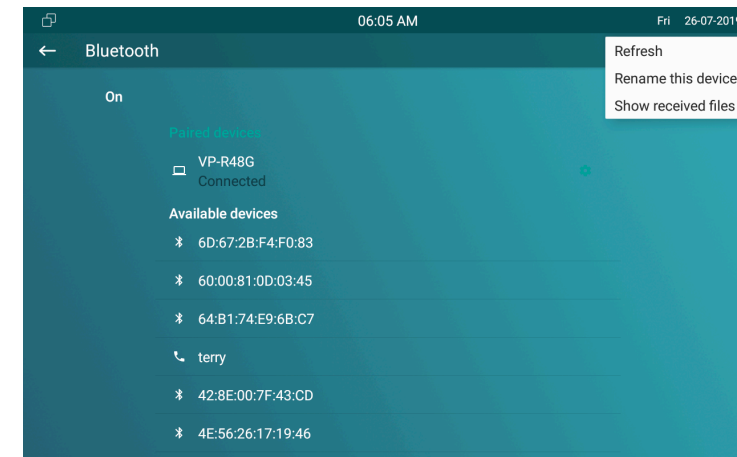 06:05 AM
Fri 26-07-2019
Bluetooth
Refresh
Rename this device
Show received files
On
Paired devices
VP-R48G
Connected
Available devices
6D:67:2B:F4:F0:83
60:00:81:0D:03:45
64:B1:74:E9:6B:C7
terry
42:8E:00:7F:43:CD
4E:56:26:17:19:46